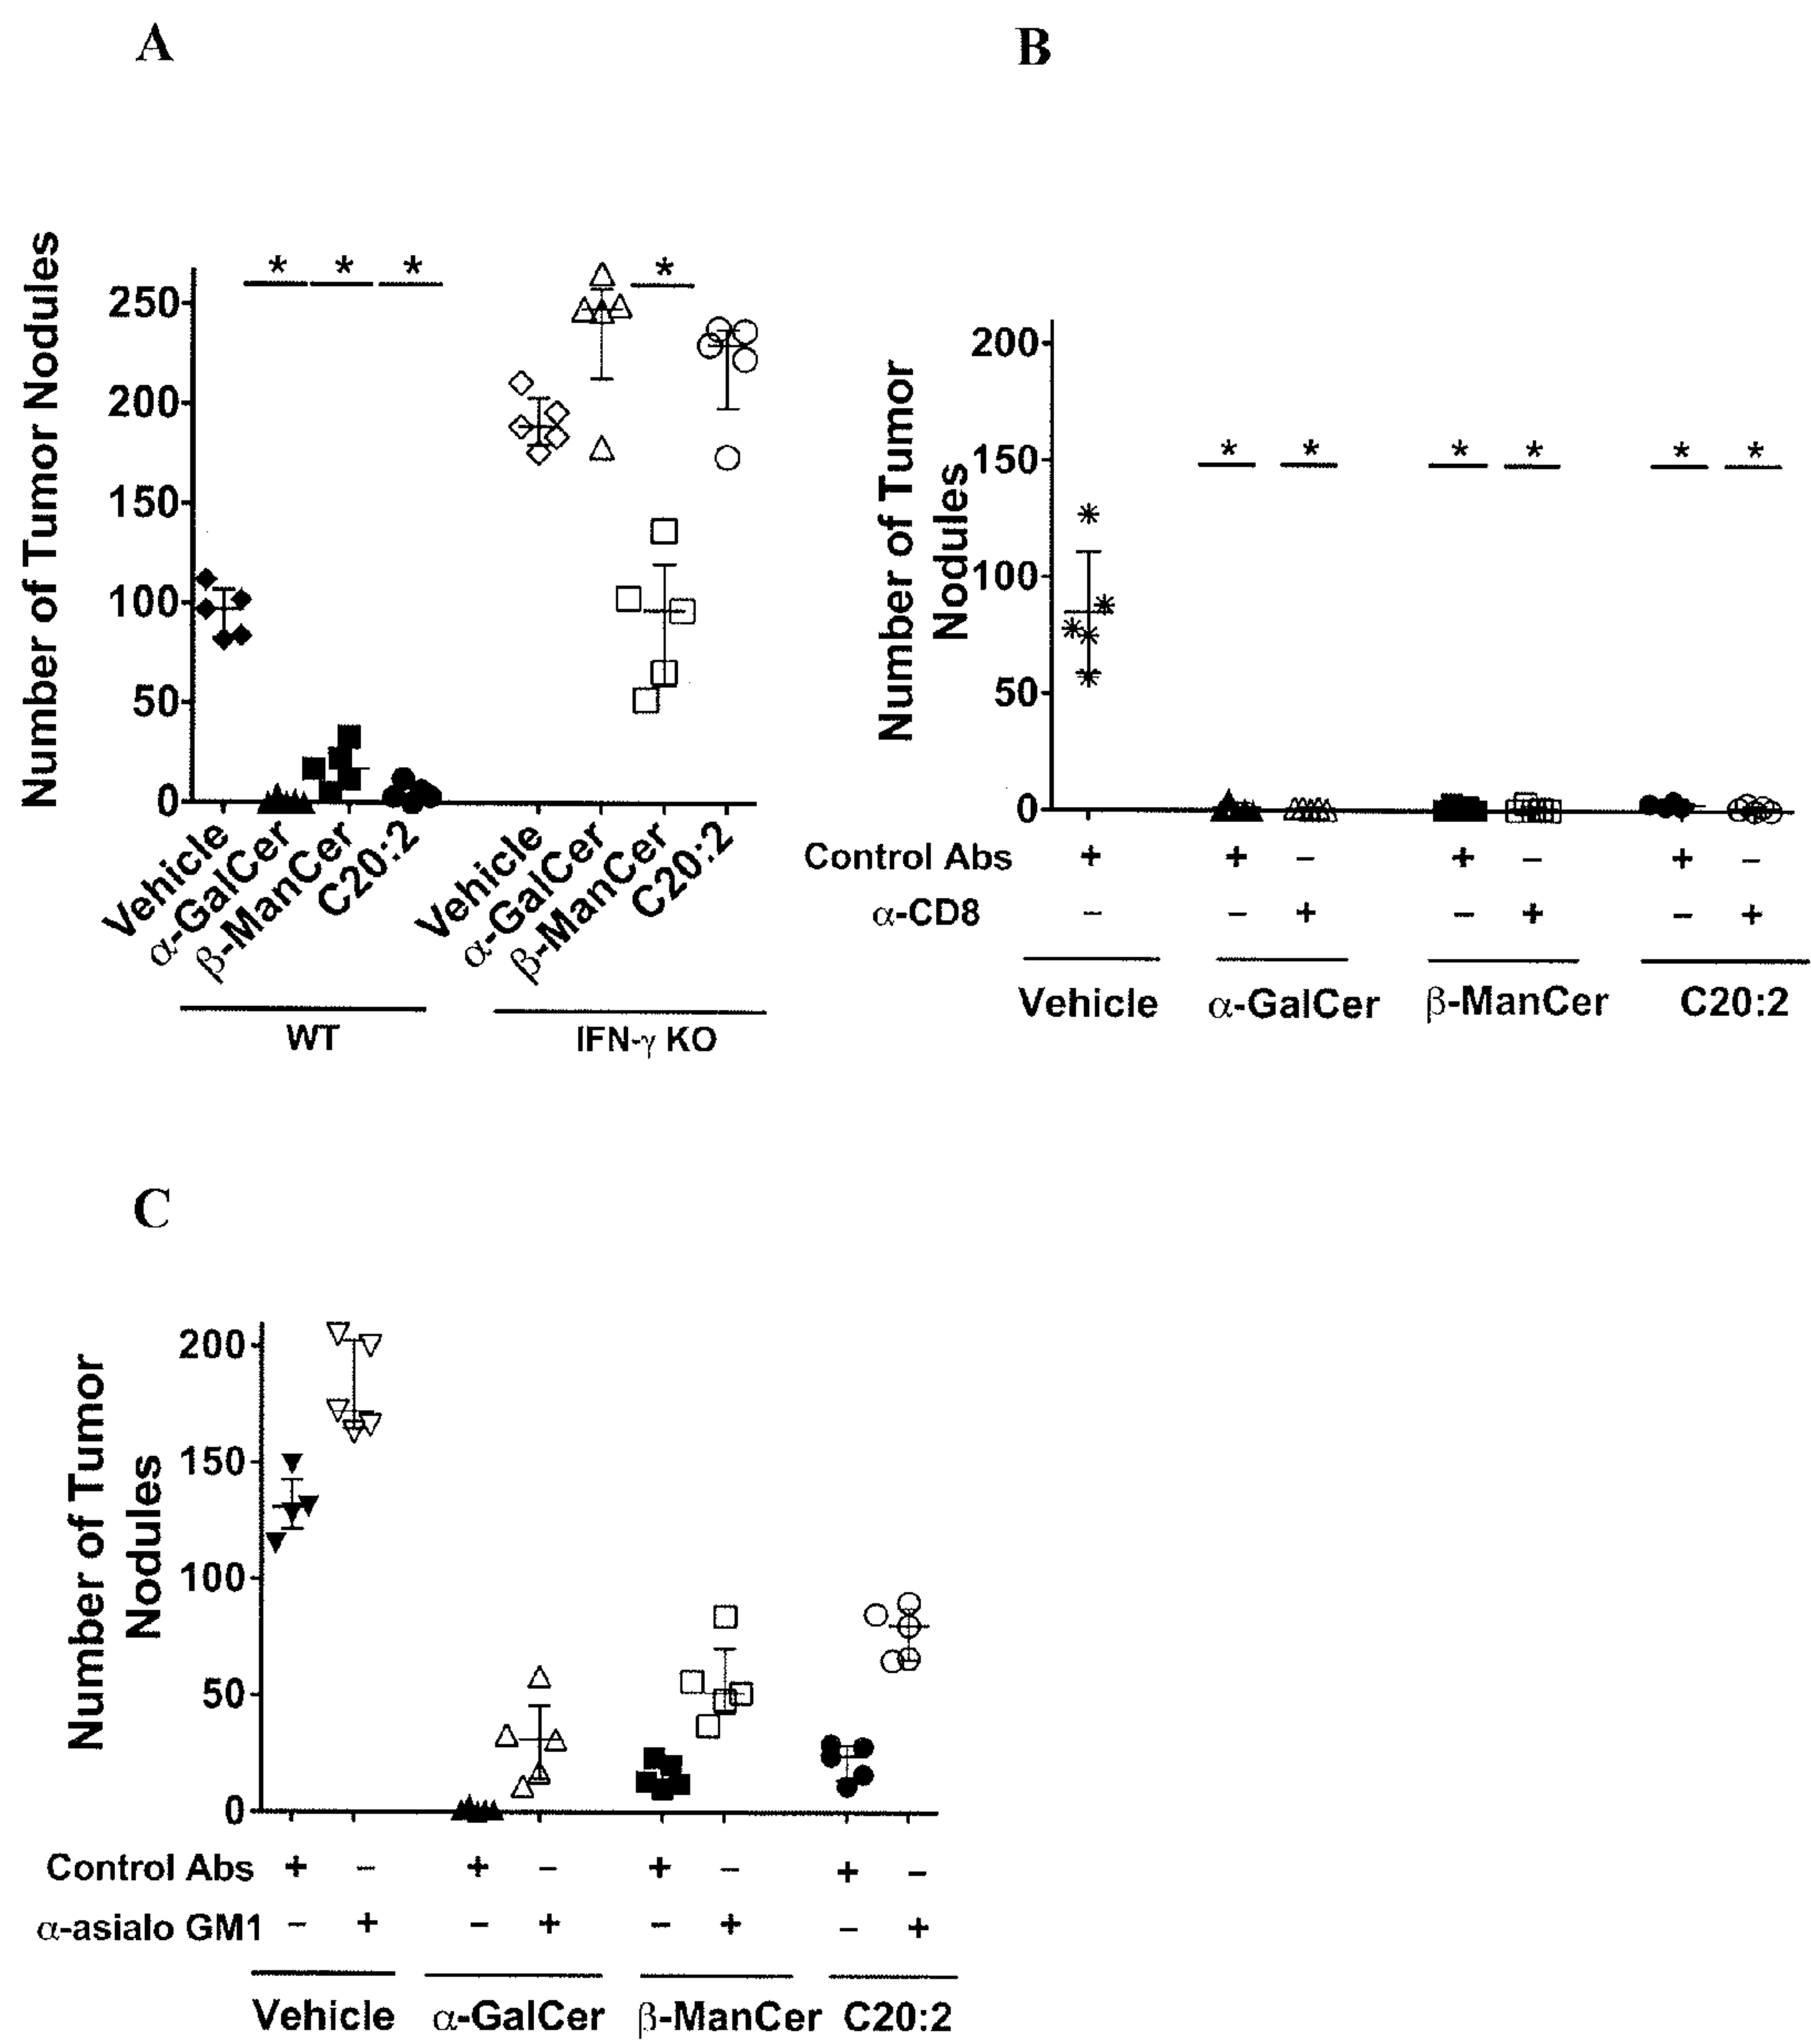 A
Number of Tumor Nodules
250
200
150
100
50
0
* * *
*
Vehicle
α-GalCer
β-ManCer
C20:2
Vehicle
α-GalCer
β-ManCer
C20:2
WT
IFN-γ KO
B
Number of Tumor
Nodules
200
150
100
50
0
* * * * * *
Control Abs + + – + – + –
α-CD8 – – + – + – +
Vehicle α-GalCer β-ManCer C20:2
C
Number of Tumor
Nodules
200
150
100
50
0
Control Abs + – + – + – + –
α-asialo GM1 – + – + – + – +
Vehicle α-GalCer β-ManCer C20:2